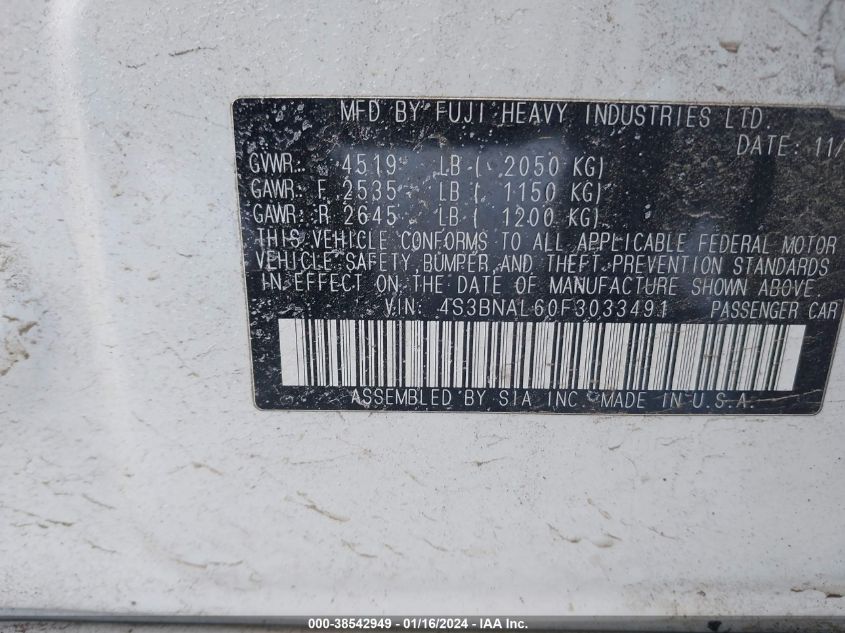 MFD BY FUJI HEAVY INDUSTRIES LTD.
DATE: 11/
GVWR: 4519 LB ( 2050 KG)
GAWR: F 2535 LB ( 1150 KG)
GAWR: R 2645 LB ( 1200 KG)
THIS VEHICLE CONFORMS TO ALL APPLICABLE FEDERAL MOTOR
VEHICLE SAFETY, BUMPER, AND THEFT PREVENTION STANDARDS
IN EFFECT ON THE DATE OF MANUFACTURE SHOWN ABOVE.
VIN: 4S3BNAL60F3033491 PASSENGER CAR
ASSEMBLED BY SIA INC. MADE IN U.S.A.
000-38542949 — 01/16/2024 — IAA Inc.